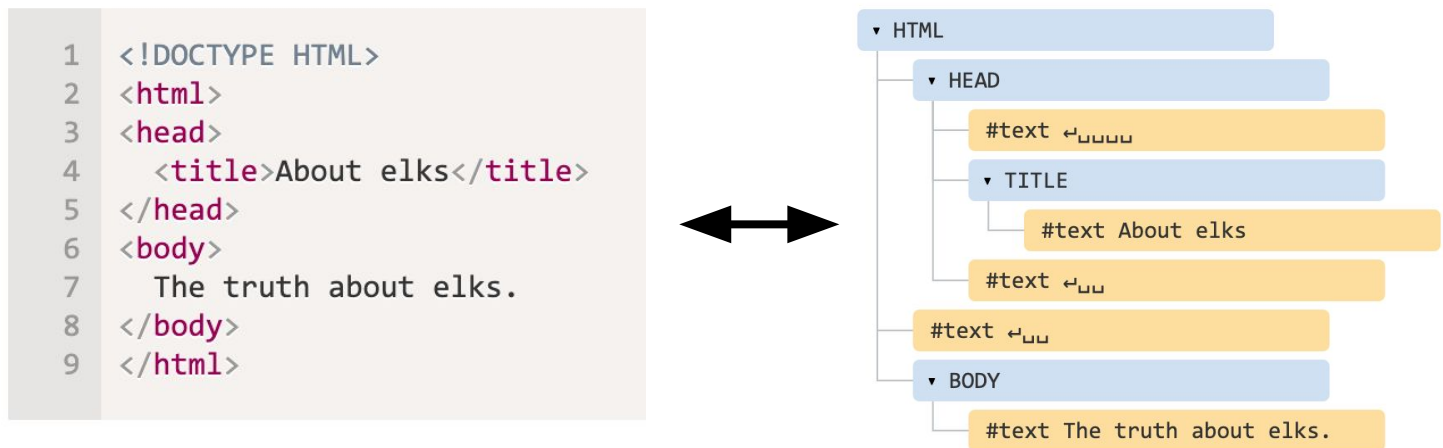 1 <!DOCTYPE HTML>
2 <html>
3 <head>
4   <title>About elks</title>
5 </head>
6 <body>
7   The truth about elks.
8 </body>
9 </html>
▾ HTML
▾ HEAD
#text ↵␣␣␣␣
▾ TITLE
#text About elks
#text ↵␣␣
#text ↵␣␣
▾ BODY
#text The truth about elks.